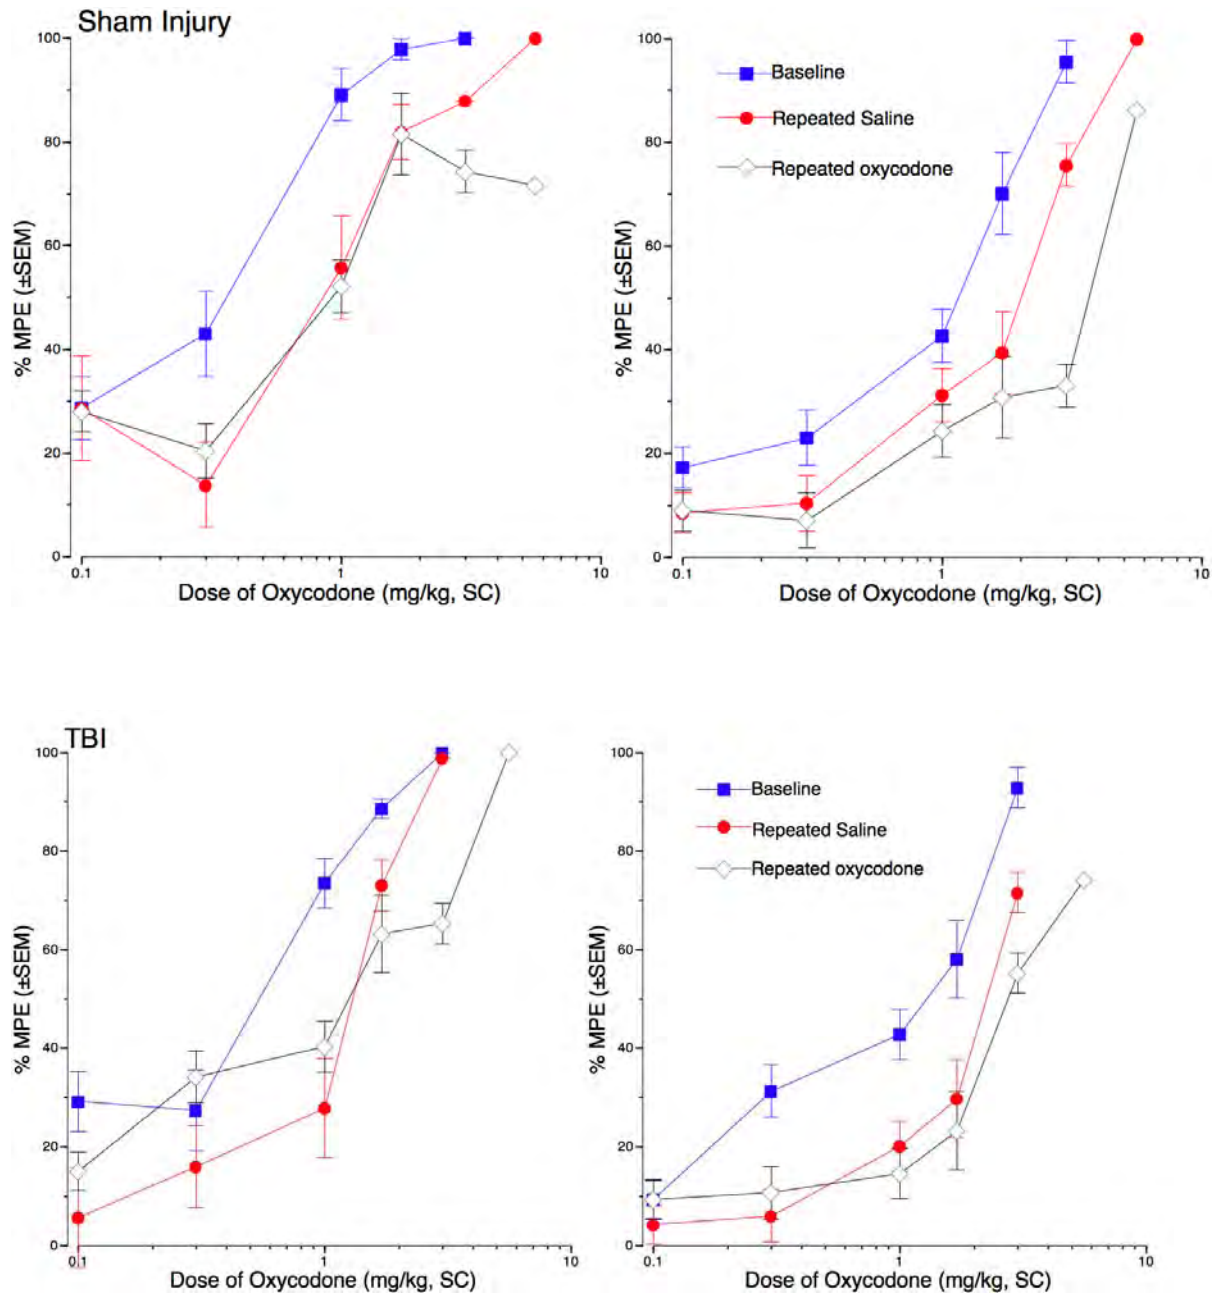 Sham Injury
100
80
60
40
20
0
% MPE (±SEM)
0.1
1
10
Dose of Oxycodone (mg/kg, SC)
100
80
60
40
20
0
% MPE (±SEM)
Baseline
Repeated Saline
Repeated oxycodone
0.1
1
10
Dose of Oxycodone (mg/kg, SC)
TBI
100
80
60
40
20
0
% MPE (±SEM)
0.1
1
10
Dose of Oxycodone (mg/kg, SC)
100
80
60
40
20
0
% MPE (±SEM)
Baseline
Repeated Saline
Repeated oxycodone
0.1
1
10
Dose of Oxycodone (mg/kg, SC)